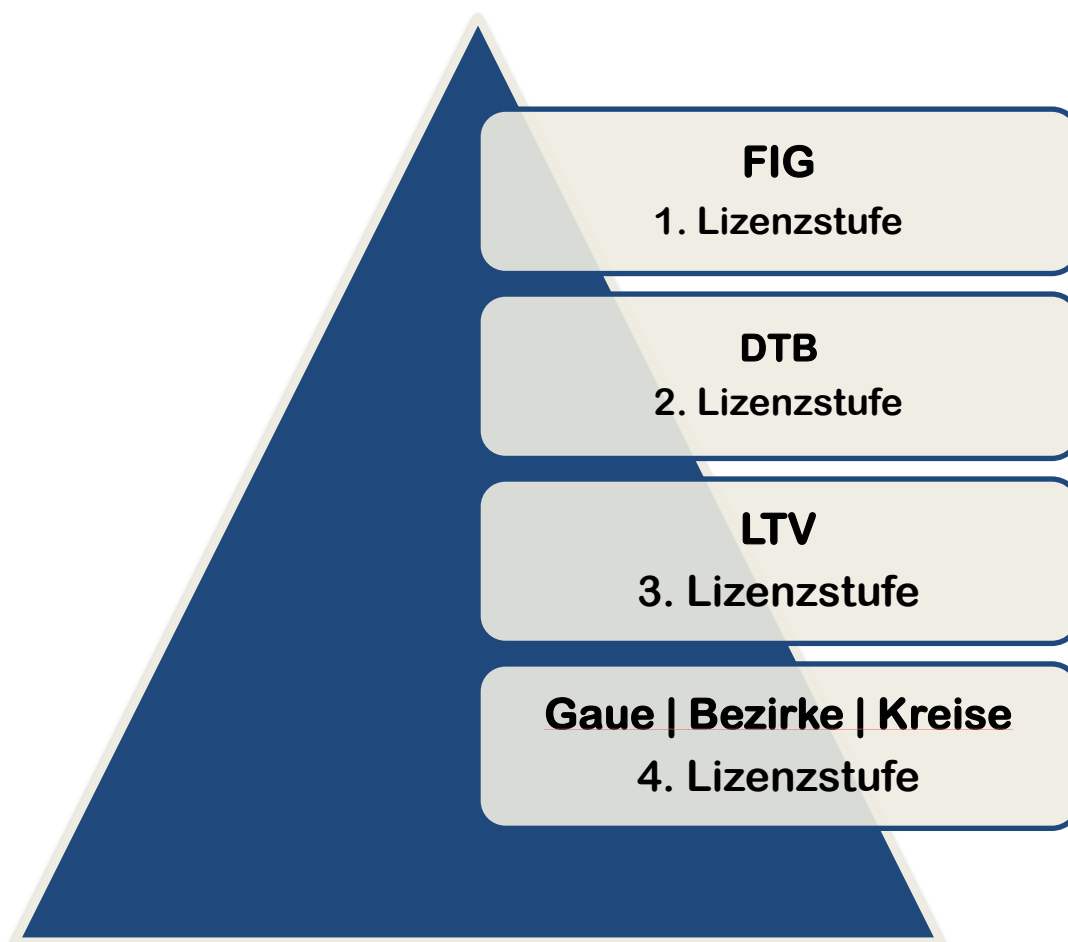 FIG
1. Lizenzstufe
DTB
2. Lizenzstufe
LTV
3. Lizenzstufe
Gaue | Bezirke | Kreise
4. Lizenzstufe